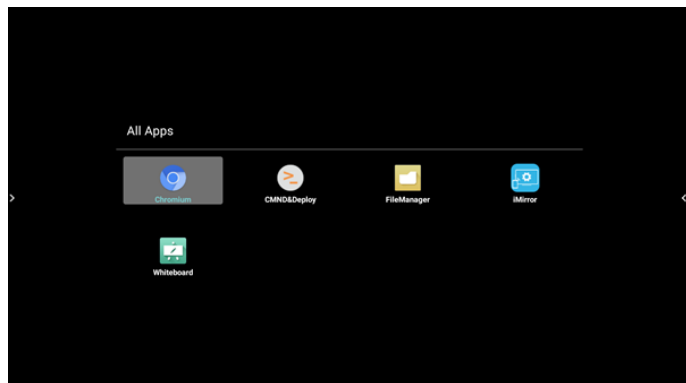 All Apps
Chromium
CMND&Deploy
FileManager
iMirror
Whiteboard